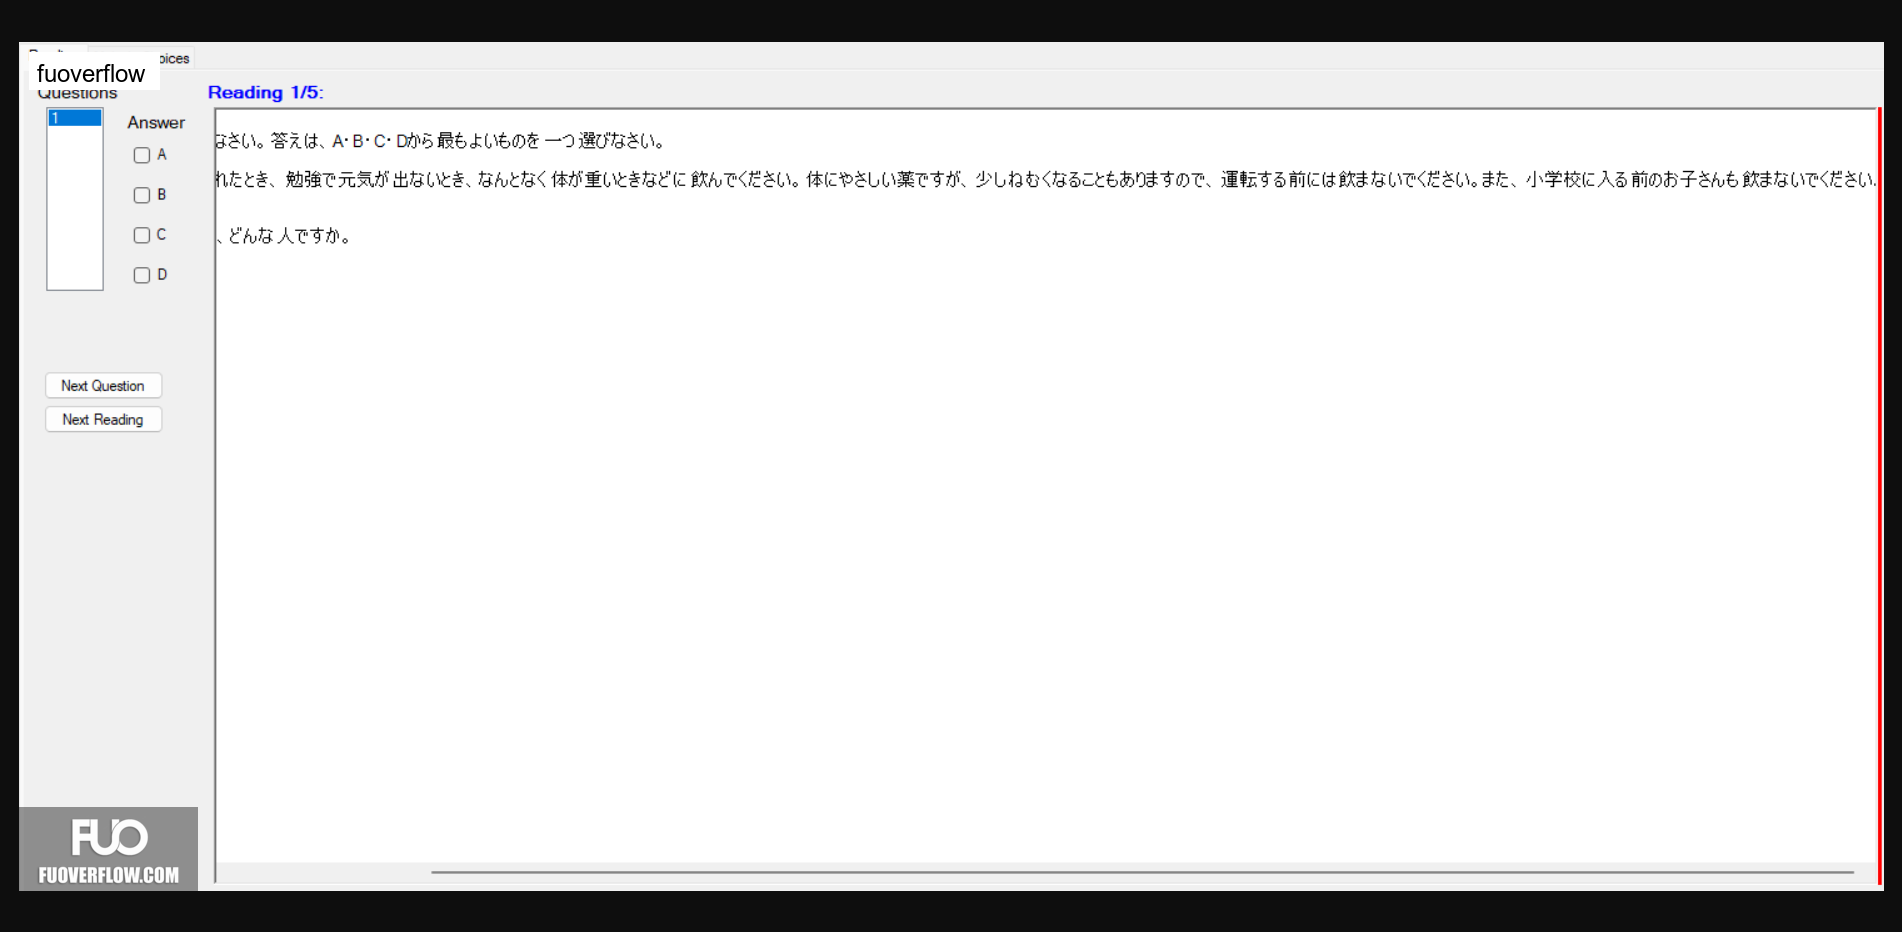 oices
fuoverflow
Questions
Reading 1/5:
1
Answer
A
B
C
D
Next Question
Next Reading
なさい。答えは、A・B・C・Dから最もよいものを一つ選びなさい。
れたとき、勉強で元気が出ないとき、なんとなく体が重いときなどに飲んでください。体にやさしい薬ですが、少しねむくなることもありますので、運転する前には飲まないでください。また、小学校に入る前のお子さんも飲まないでください。
、どんな人ですか。
FUO
FUOVERFLOW.COM